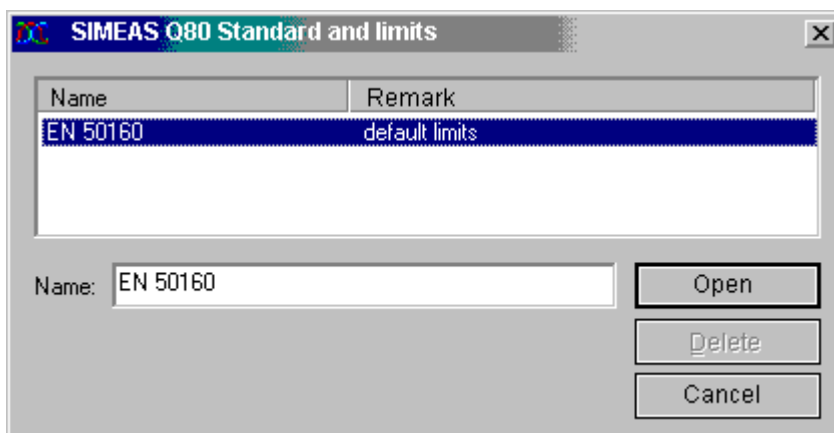 SIMEAS Q80 Standard and limits
Name Remark
EN 50160 default limits
Name: EN 50160
Open
Delete
Cancel